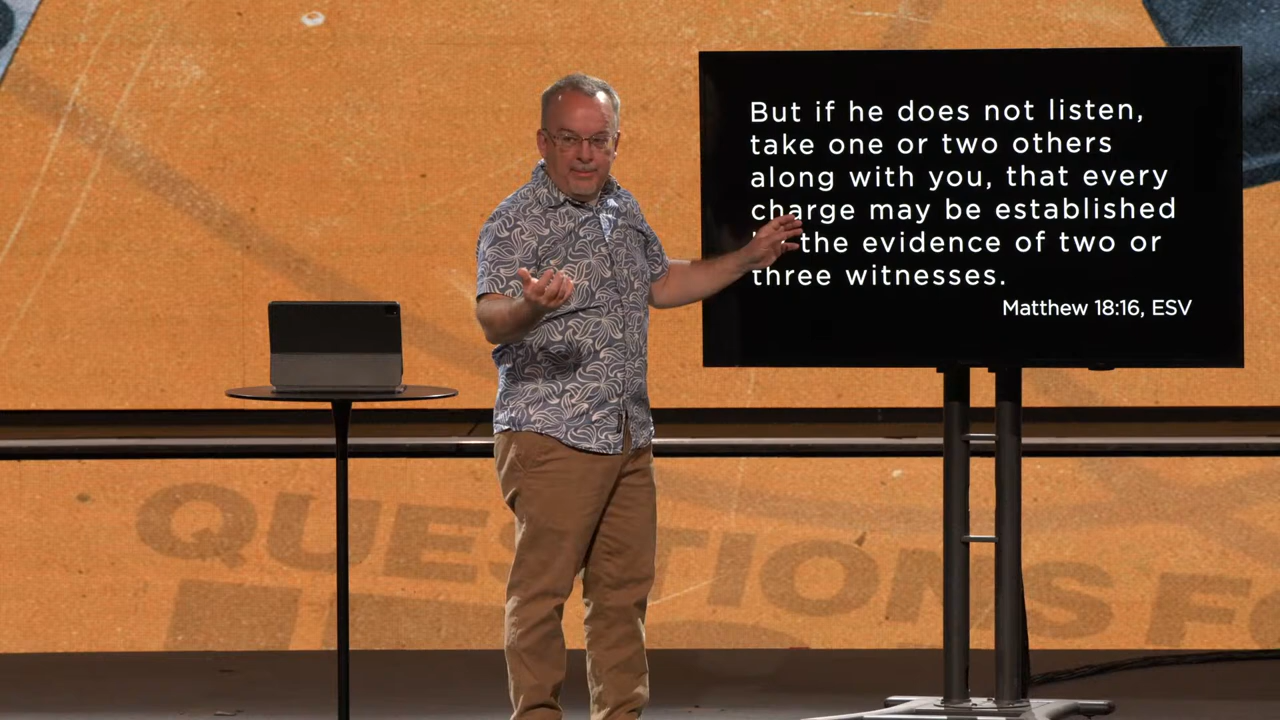 But if he does not listen,
take one or two others
along with you, that every
charge may be established
the evidence of two or
three witnesses.
Matthew 18:16, ESV
QUESTIONS